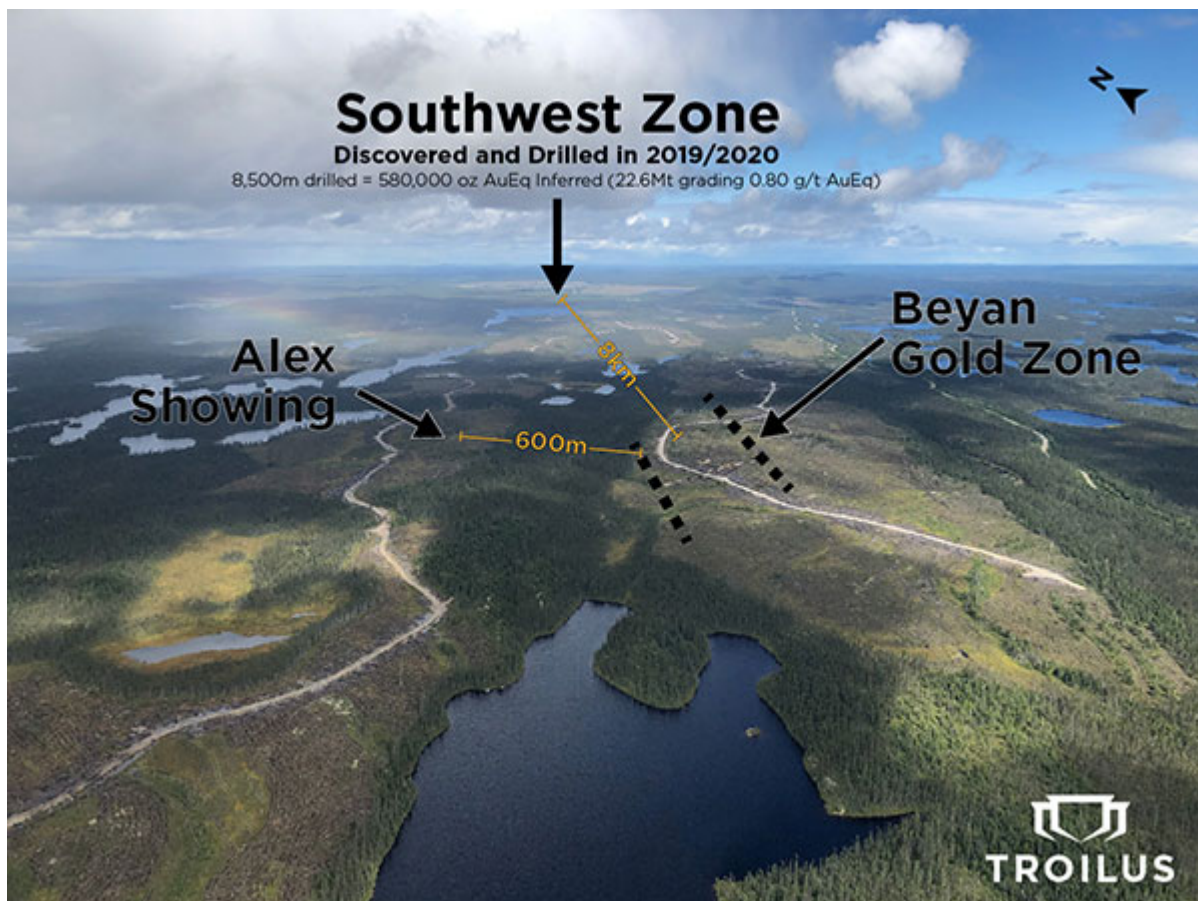 N
Southwest Zone
Discovered and Drilled in 2019/2020
8,500m drilled = 580,000 oz AuEq Inferred (22.6Mt grading 0.80 g/t AuEq)
Beyan
Gold Zone
Alex
Showing
8km
600m
TROILUS